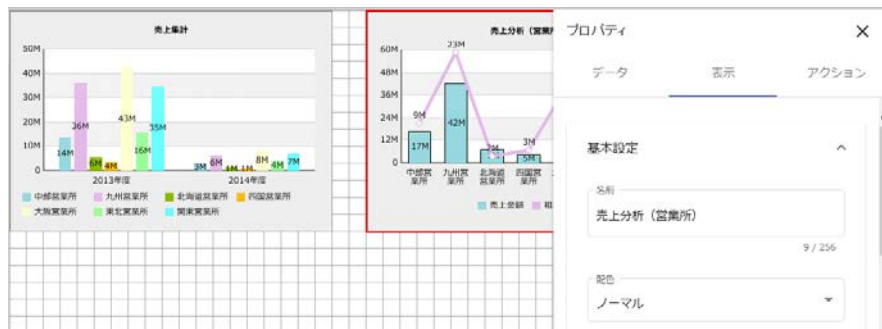 売上集計
50M
40M
30M
20M
10M
0
14M
36M
6M
4M
43M
16M
35M
3M
6M
1M
1M
8M
4M
7M
2013年度
2014年度
中部営業所 九州営業所 北海道営業所 四国営業所
大阪営業所 東北営業所 関東営業所
売上分析（営業所
60M
48M
36M
24M
12M
0
9M
23M
3M
17M
42M
7M
5M
中部営業所
九州営業所
北海道営業所
四国営業所
売上金額
プロパティ
データ 表示 アクション
基本設定
名前
売上分析（営業所）
9 / 256
配色
ノーマル